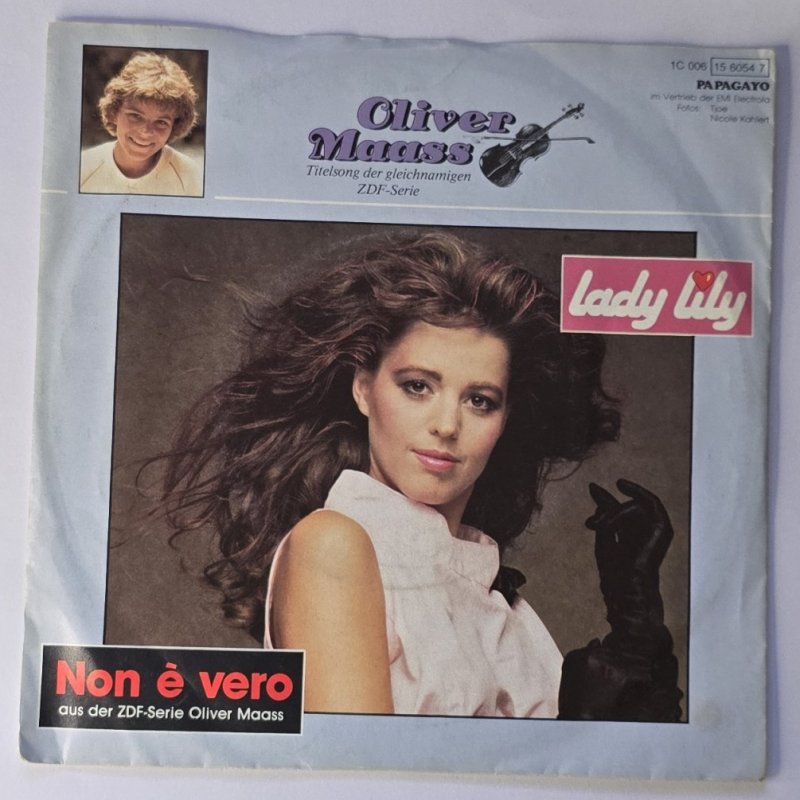 1C 006 15 6054 7
PAPAGAYO
im Vertrieb der EMI Electrola
Fotos: Tjoe
Nicole Kahlert
Oliver
Maass
Titelsong der gleichnamigen
ZDF-Serie
lady lily
Non è vero
aus der ZDF-Serie Oliver Maass